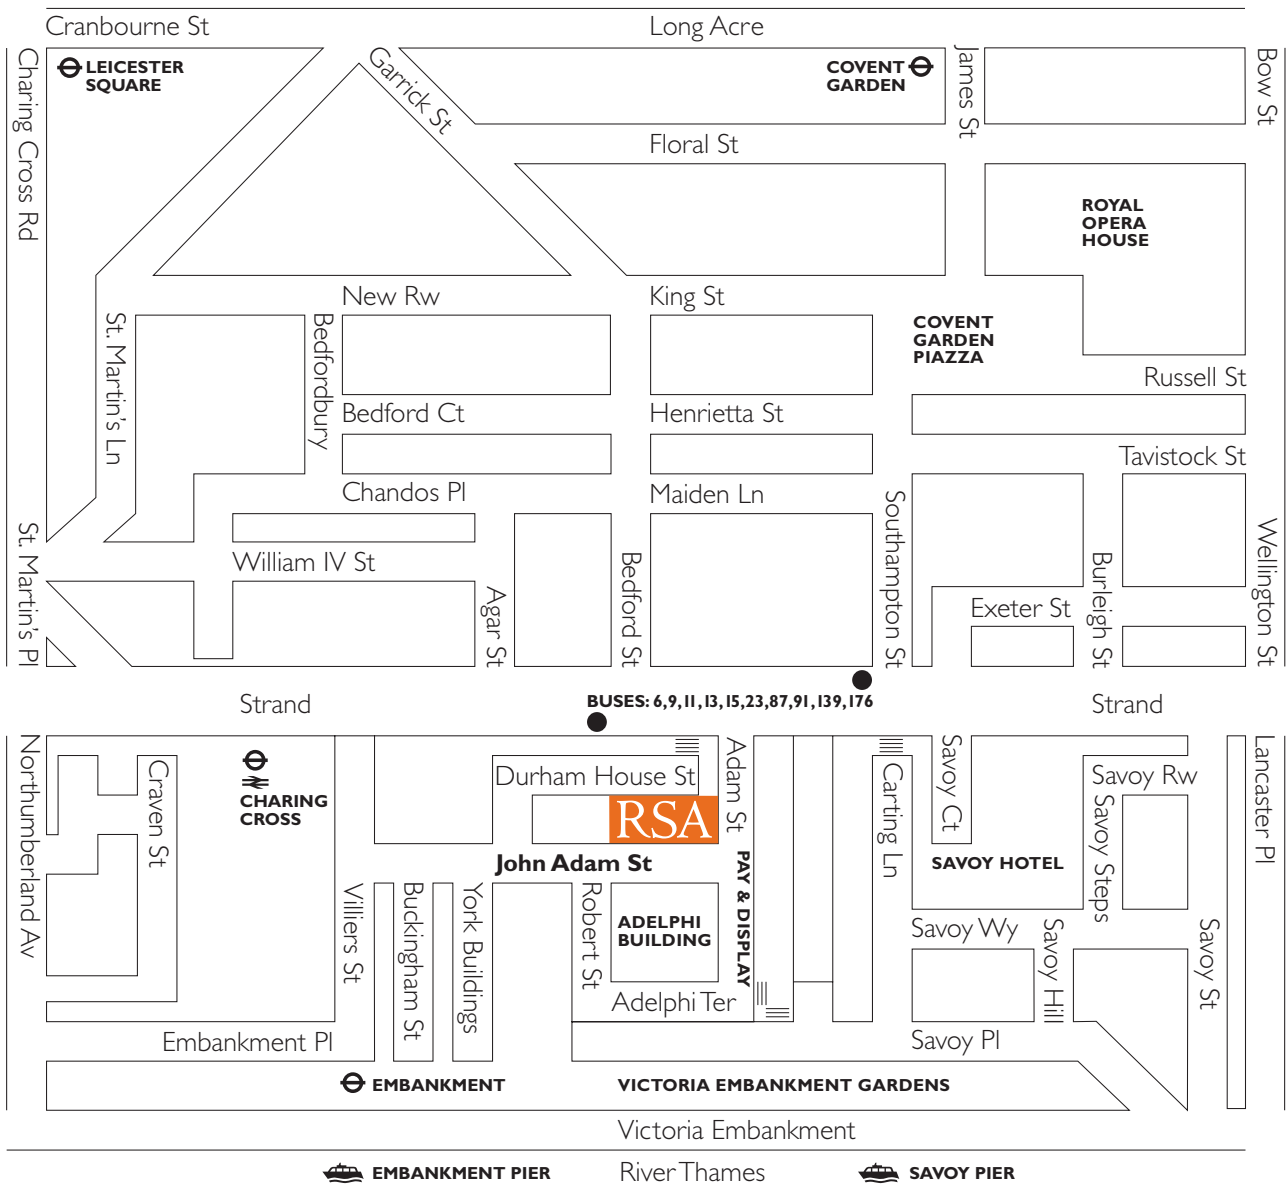 Cranbourne St
Long Acre
Charing Cross Rd
LEICESTER
SQUARE
Garrick St
COVENT
GARDEN
James St
Bow St
Floral St
ROYAL
OPERA
HOUSE
New Rw
King St
St. Martin's Ln
Bedfordbury
COVENT
GARDEN
PIAZZA
Russell St
Bedford Ct
Henrietta St
Tavistock St
Chandos Pl
Maiden Ln
Southampton St
St. Martin's Pl
William IV St
Bedford St
Burleigh St
Wellington St
Agar St
Exeter St
Strand
BUSES: 6,9,11,13,15,23,87,91,139,176
Strand
Northumberland Av
Craven St
CHARING
CROSS
Durham House St
Adam St
RSA
Carting Ln
Savoy Ct
Savoy Rw
Lancaster Pl
John Adam St
PAY & DISPLAY
SAVOY HOTEL
Savoy Steps
Villiers St
Buckingham St
York Buildings
Robert St
ADELPHI
BUILDING
Savoy Wy
Savoy Hill
Savoy St
Adelphi Ter
Embankment Pl
Savoy Pl
EMBANKMENT
VICTORIA EMBANKMENT GARDENS
Victoria Embankment
EMBANKMENT PIER
River Thames
SAVOY PIER